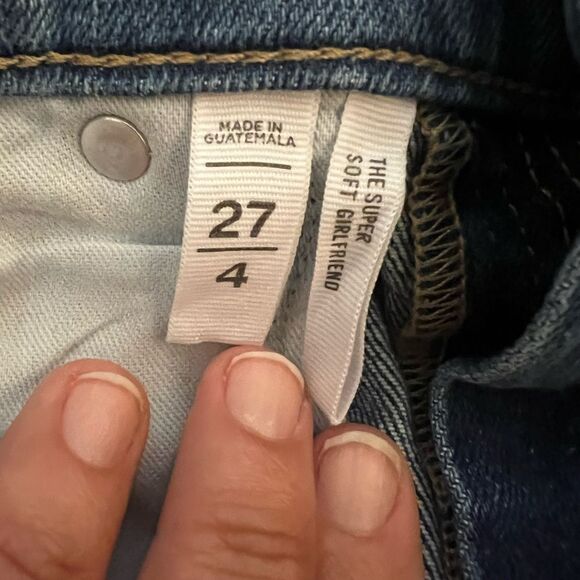 MADE IN
GUATEMALA
27
4
THE SUPER
SOFT GIRLFRIEND